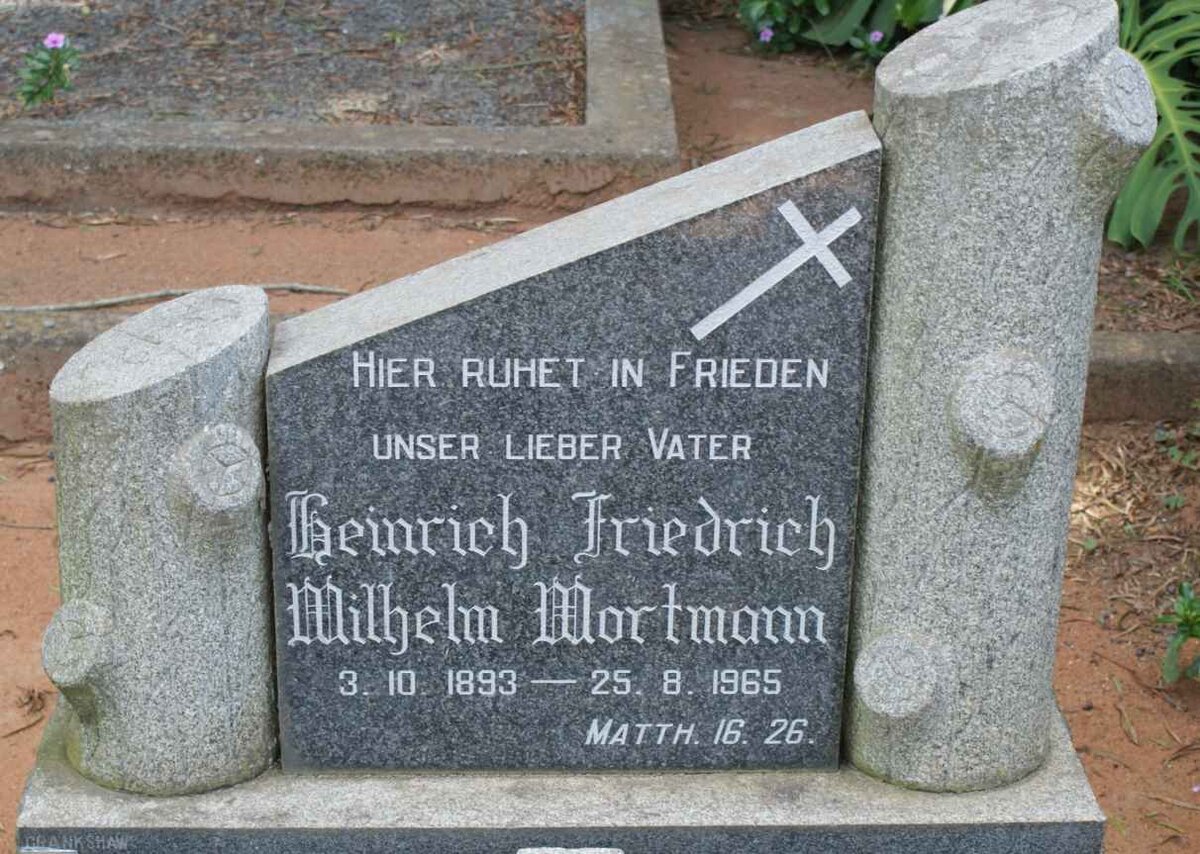 Hier ruhet in Frieden
unser lieber Vater
Heinrich Friedrich
Wilhelm Wortmann
3. 10. 1893 — 25. 8. 1965
Matth. 16. 26.
CRANKSHAW